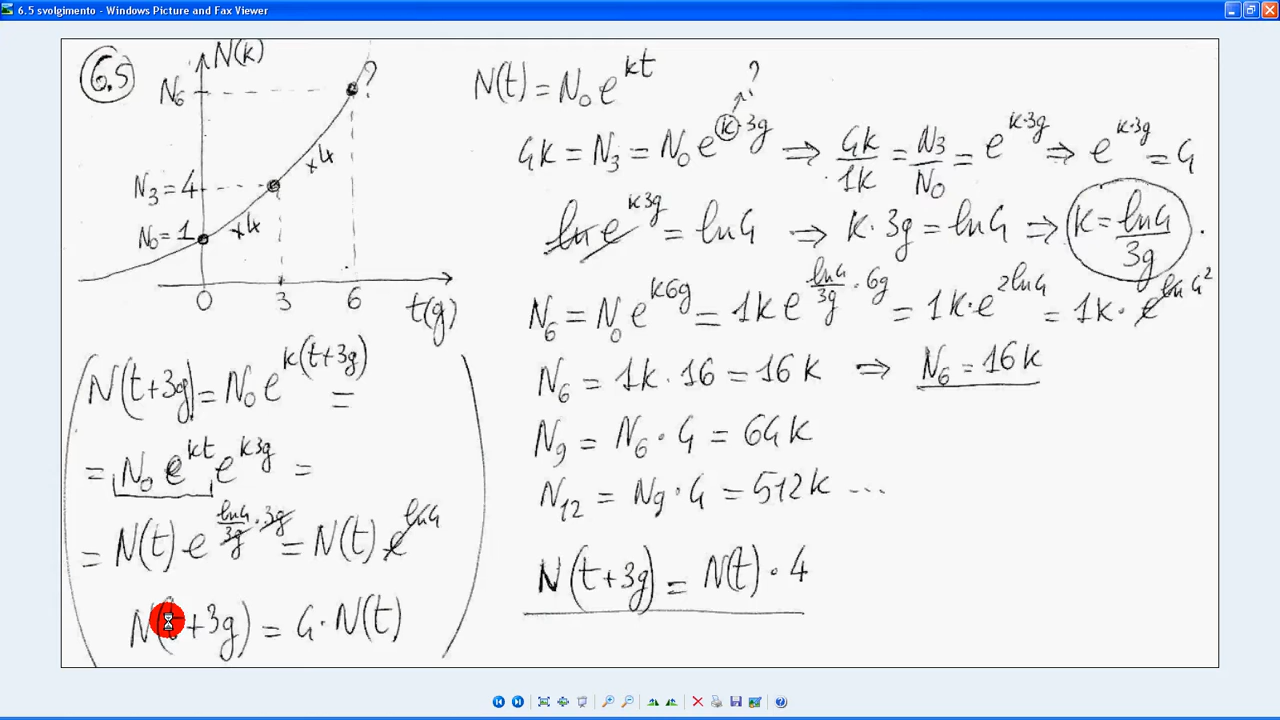 6.5 svolgimento - Windows Picture and Fax Viewer
6.5
N(k)
N₆
?
x4
N₃ = 4
N₀ = 1
x4
0 3 6 t(g)
N(t) = N₀ e^{kt}
?
4k = N₃ = N₀ e^{k·3g} ⇒ 4k/1k = N₃/N₀ = e^{k·3g} ⇒ e^{k·3g} = 4
ln e^{k3g} = ln4 ⇒ k·3g = ln4 ⇒ k = ln4/3g .
N₆ = N₀ e^{k6g} = 1k e^{ln4/3g · 6g} = 1k·e^{2ln4} = 1k·e^{ln4²}
N₆ = 1k·16 = 16k ⇒ N₆ = 16k
N₉ = N₆·4 = 64k
N₁₂ = N₉·4 = 512k ...
N(t+3g) = N(t)·4
N(t+3g) = N₀ e^{k(t+3g)} =
= N₀ e^{kt} e^{k3g} =
= N(t) e^{ln4/3g · 3g} = N(t) e^{ln4}
N(t+3g) = 4·N(t)